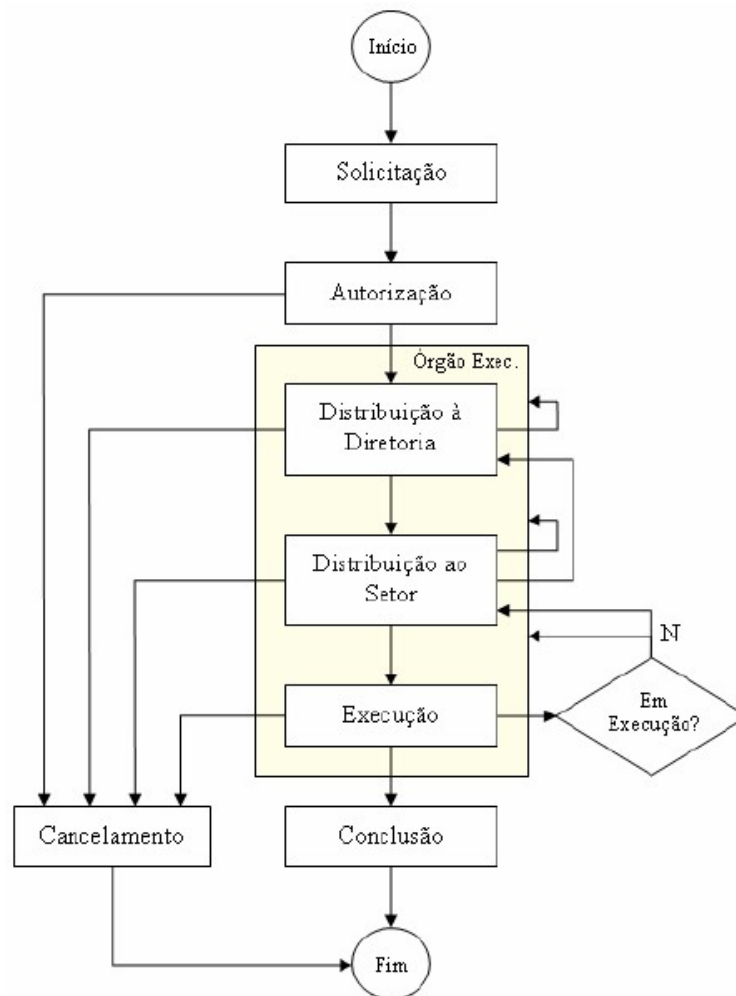 Início
Solicitação
Autorização
Órgão Exec.
Distribuição à
Diretoria
Distribuição ao
Setor
N
Execução
Em
Execução?
Cancelamento
Conclusão
Fim